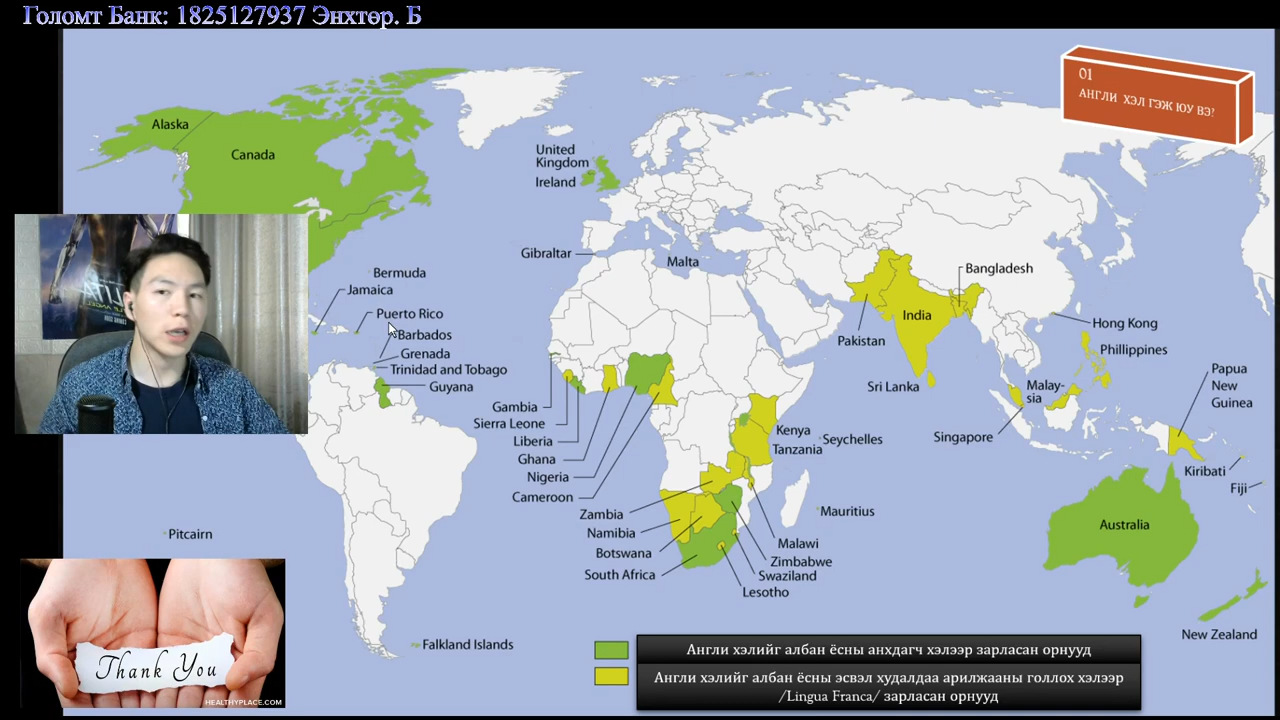 Голомт Банк: 1825127937 Энхтөр. Б
01
АНГЛИ ХЭЛ ГЭЖ ЮУ ВЭ?
Alaska
Canada
United
Kingdom
Ireland
Gibraltar
Malta
Bermuda
Jamaica
Puerto Rico
Barbados
Grenada
Trinidad and Tobago
Guyana
Bangladesh
India
Pakistan
Sri Lanka
Hong Kong
Phillippines
Malay-
sia
Singapore
Papua
New
Guinea
Kiribati
Fiji
Gambia
Sierra Leone
Liberia
Ghana
Nigeria
Cameroon
Kenya
Tanzania
Seychelles
Zambia
Namibia
Botswana
South Africa
Mauritius
Malawi
Zimbabwe
Swaziland
Lesotho
Australia
New Zealand
Pitcairn
Falkland Islands
Thank You
HEALTHYPLACE.COM
Англи хэлийг албан ёсны анхдагч хэлээр зарласан орнууд
Англи хэлийг албан ёсны эсвэл худалдаа арилжааны голлох хэлээр
/Lingua Franca/ зарласан орнууд